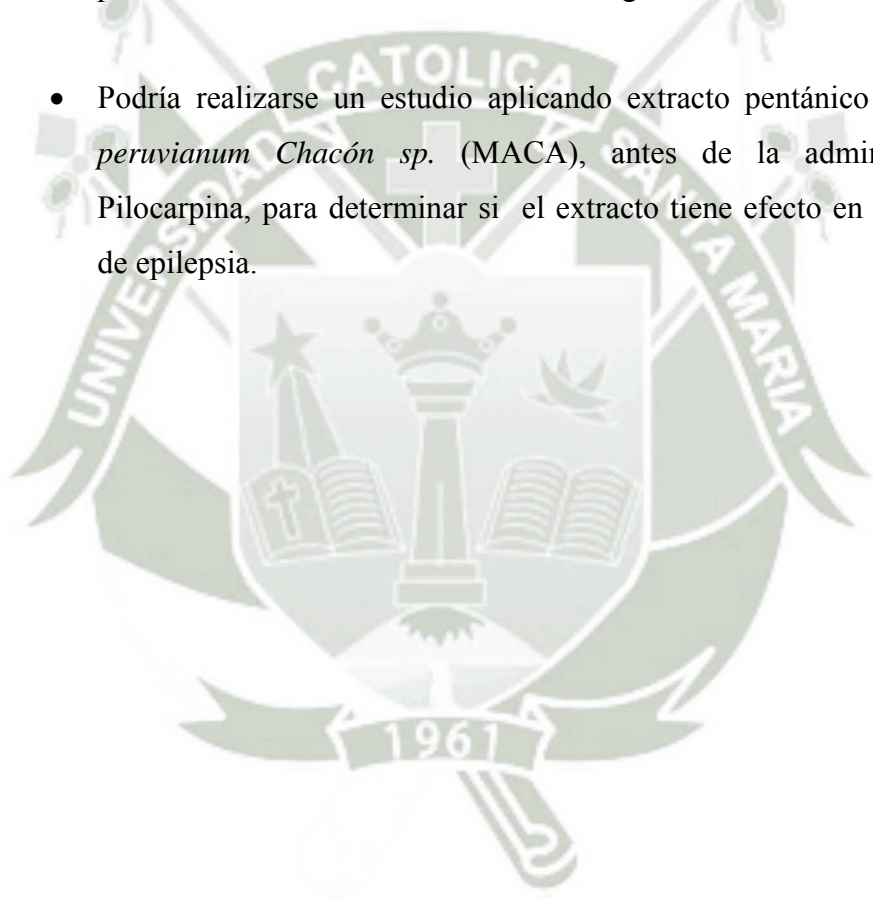 • Podría realizarse un estudio aplicando extracto pentánico
peruvianum Chacón sp. (MACA), antes de la
Pilocarpina, para determinar si el extracto tiene efecto en
de epilepsia.
UNIVERSIDAD CATOLICA SANTA MARIA
1961